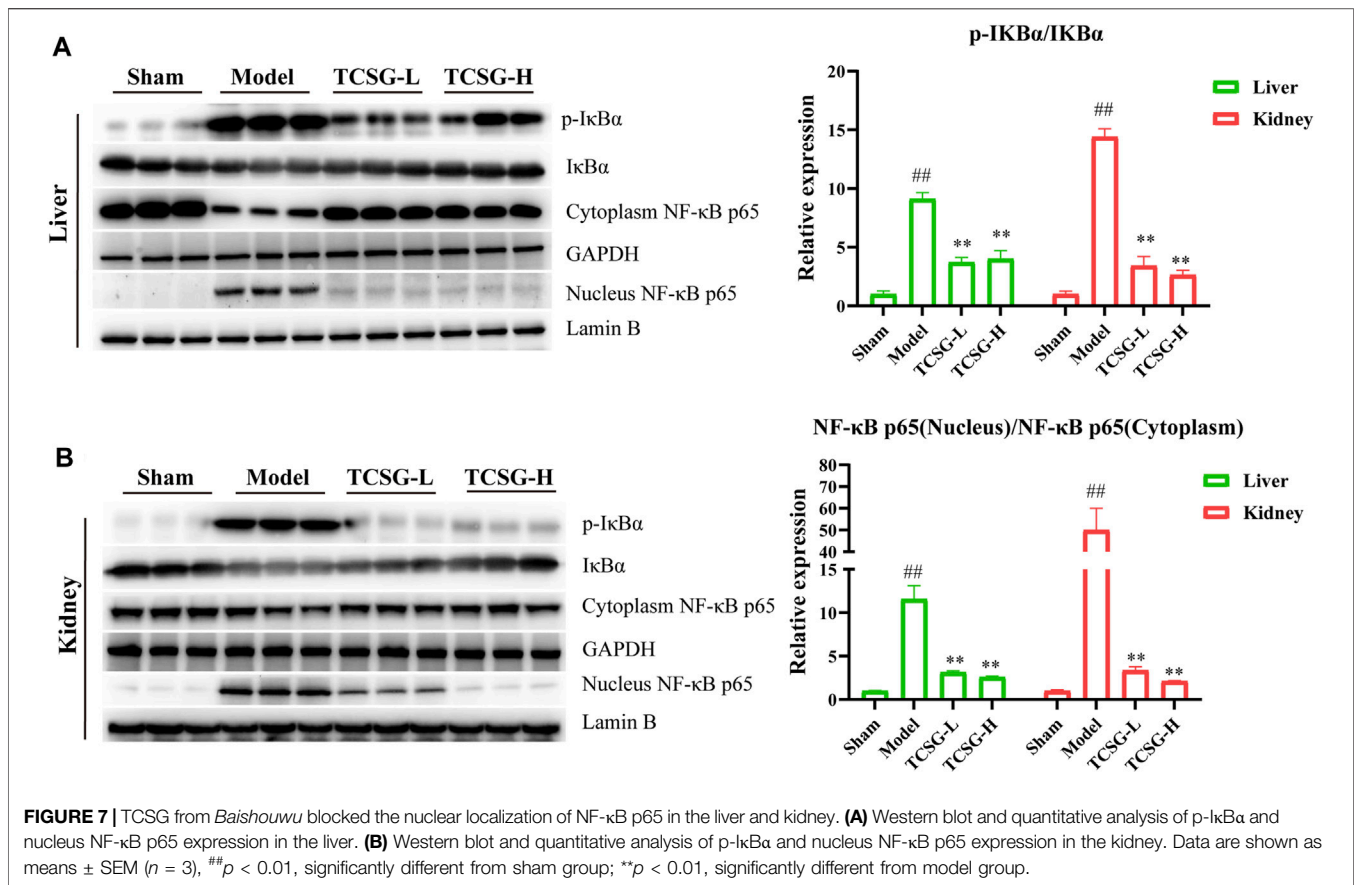 A
Sham Model TCSG-L TCSG-H
Liver
p-IκBα
IκBα
Cytoplasm NF-κB p65
GAPDH
Nucleus NF-κB p65
Lamin B
p-IKBα/IKBα
Relative expression
20
15
10
5
0
## ** ** ## ** **
Sham Model TCSG-L TCSG-H Sham Model TCSG-L TCSG-H
Liver
Kidney
B
Sham Model TCSG-L TCSG-H
Kidney
p-IκBα
IκBα
Cytoplasm NF-κB p65
GAPDH
Nucleus NF-κB p65
Lamin B
NF-κB p65(Nucleus)/NF-κB p65(Cytoplasm)
Relative expression
80
70
60
50
40
15
10
5
0
## ** ** ## ** **
Sham Model TCSG-L TCSG-H Sham Model TCSG-L TCSG-H
Liver
Kidney
FIGURE 7 | TCSG from Baishouwu blocked the nuclear localization of NF-κB p65 in the liver and kidney. (A) Western blot and quantitative analysis of p-IκBα and
nucleus NF-κB p65 expression in the liver. (B) Western blot and quantitative analysis of p-IκBα and nucleus NF-κB p65 expression in the kidney. Data are shown as
means ± SEM (n = 3), ##p < 0.01, significantly different from sham group; **p < 0.01, significantly different from model group.